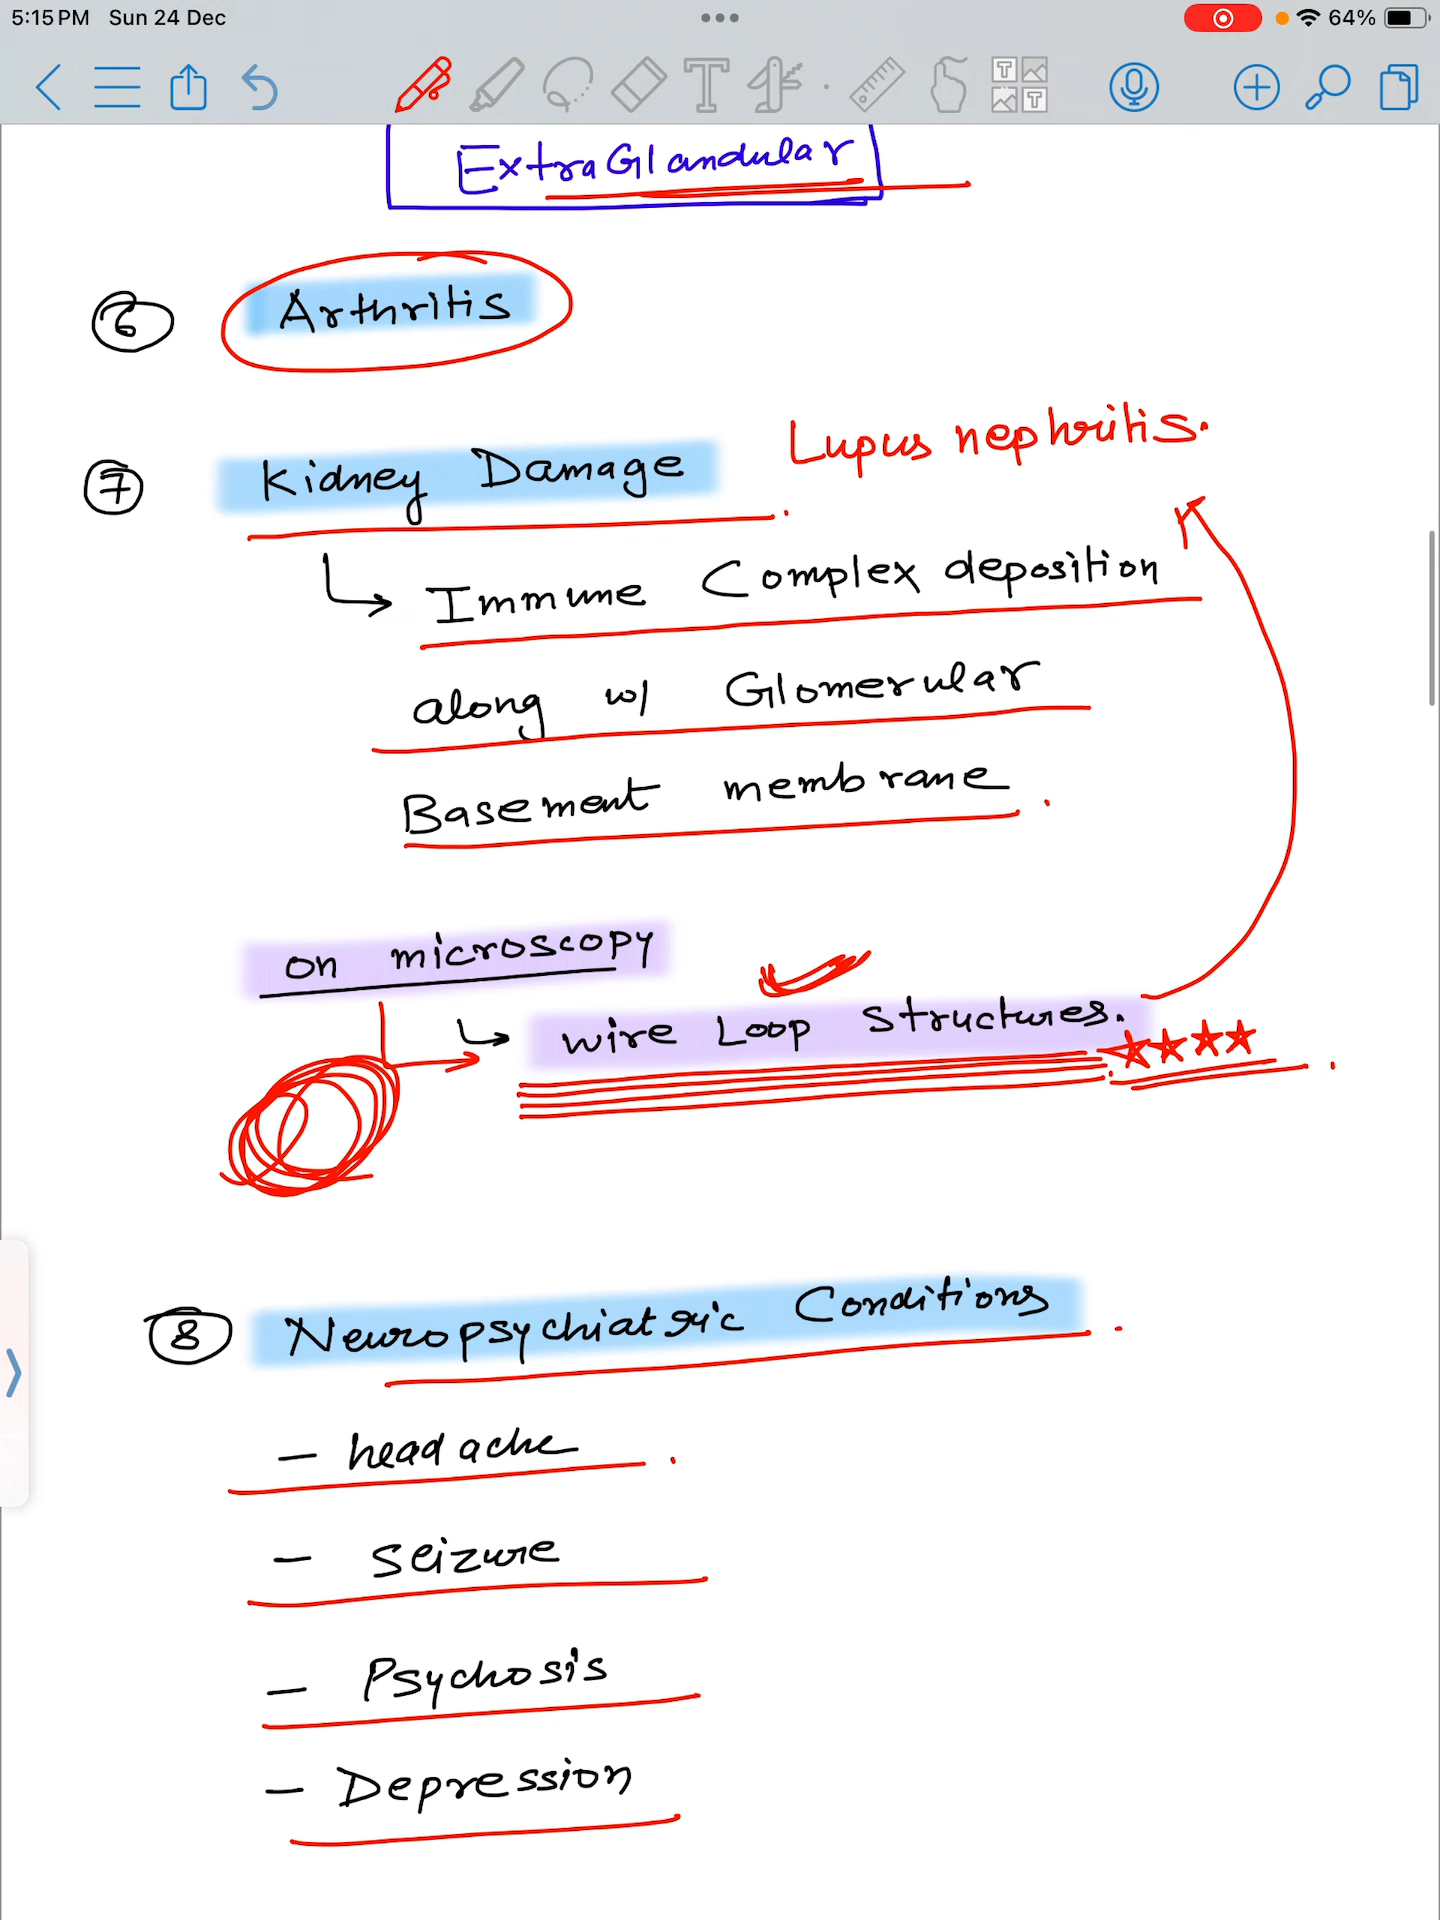 5:15 PM Sun 24 Dec
64%
ExtraGlandular
6 Arthritis
Lupus nephritis.
7 Kidney Damage
Immune Complex deposition
along w/ Glomerular
Basement membrane
on microscopy
wire Loop structures.
8 Neuropsychiatric Conditions
- headache
- seizure
- Psychosis
- Depression